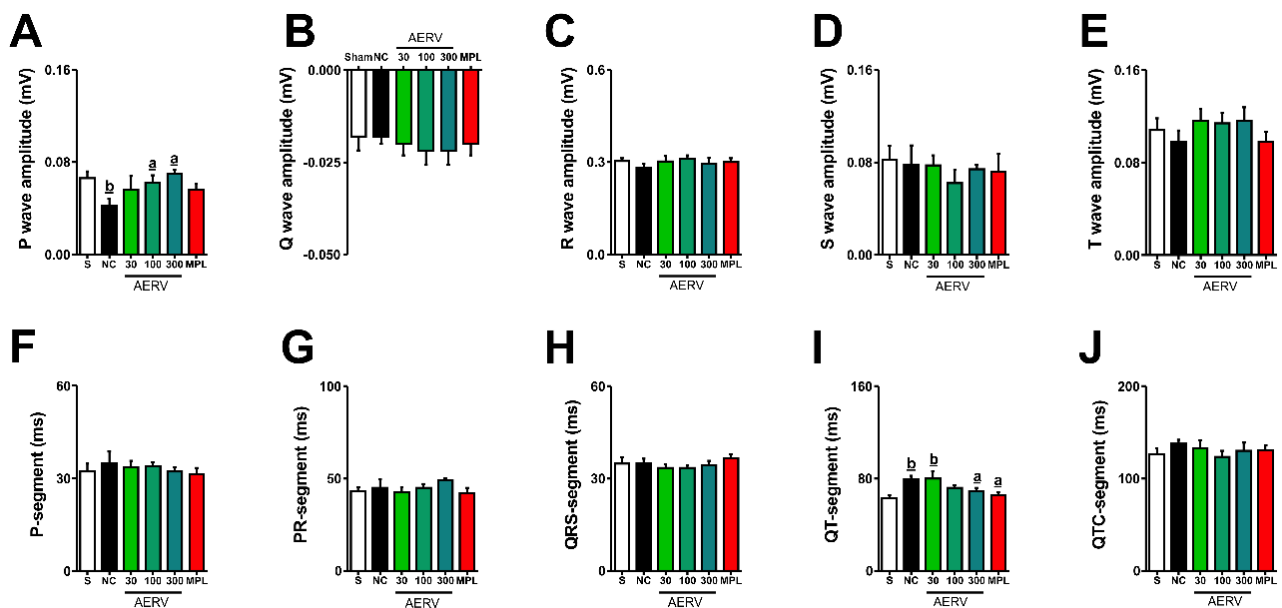 A
P wave amplitude (mV)
0.16
0.08
0.00
b
a
a
S NC 30 100 300 MPL
AERV
B
Q wave amplitude (mV)
AERV
Sham NC 30 100 300 MPL
0.000
-0.025
-0.050
C
R wave amplitude (mV)
0.6
0.3
0.0
S NC 30 100 300 MPL
AERV
D
S wave amplitude (mV)
0.16
0.08
0.00
S NC 30 100 300 MPL
AERV
E
T wave amplitude (mV)
0.16
0.08
0.00
S NC 30 100 300 MPL
AERV
F
P-segment (ms)
60
30
0
S NC 30 100 300 MPL
AERV
G
PR-segment (ms)
100
50
0
S NC 30 100 300 MPL
AERV
H
QRS-segment (ms)
60
30
0
S NC 30 100 300 MPL
AERV
I
QT-segment (ms)
160
80
0
b
b
a
a
S NC 30 100 300 MPL
AERV
J
QTC-segment (ms)
200
100
0
S NC 30 100 300 MPL
AERV